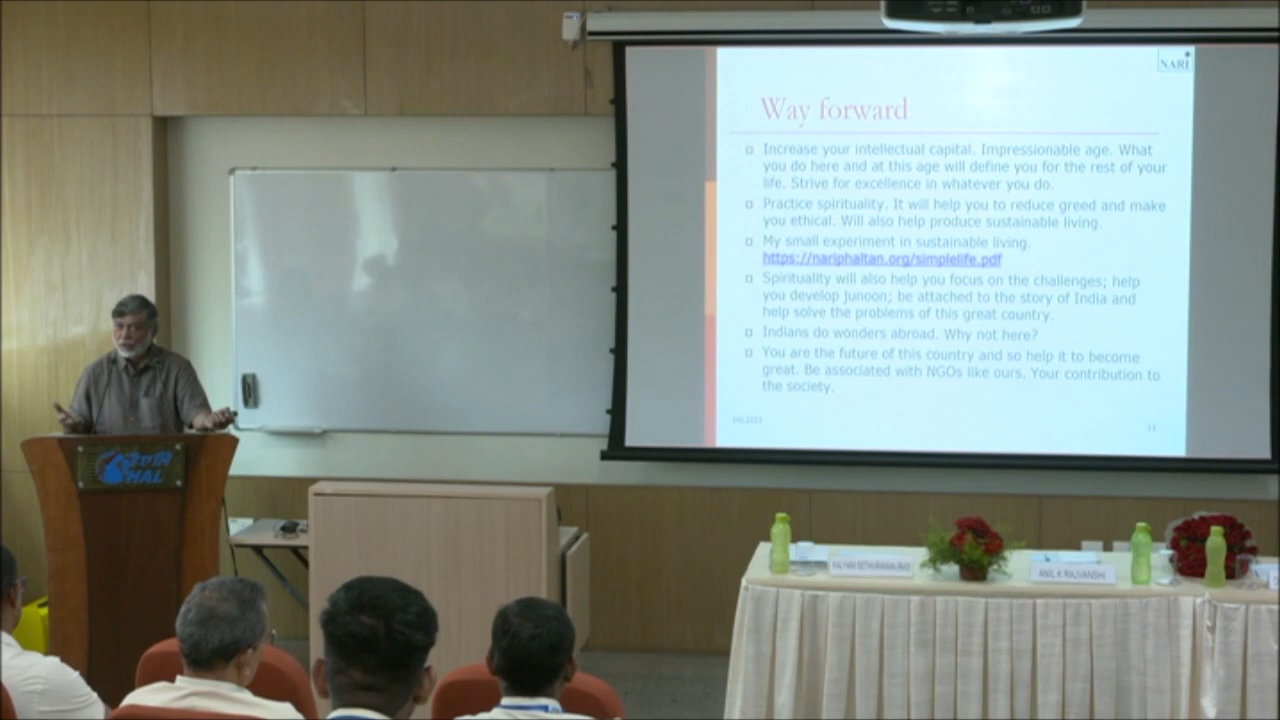 NARI
Way forward
Increase your intellectual capital. Impressionable age. What
you do here and at this age will define you for the rest of your
life. Strive for excellence in whatever you do.
Practice spirituality. It will help you to reduce greed and make
you ethical. Will also help produce sustainable living.
My small experiment in sustainable living.
https://nariphaltan.org/simplelife.pdf
Spirituality will also help you focus on the challenges; help
you develop junoon; be attached to the story of India and
help solve the problems of this great country.
Indians do wonders abroad. Why not here?
You are the future of this country and so help it to become
great. Be associated with NGOs like ours. Your contribution to
the society.
13
HAL
ANIL K RAJVANSHI